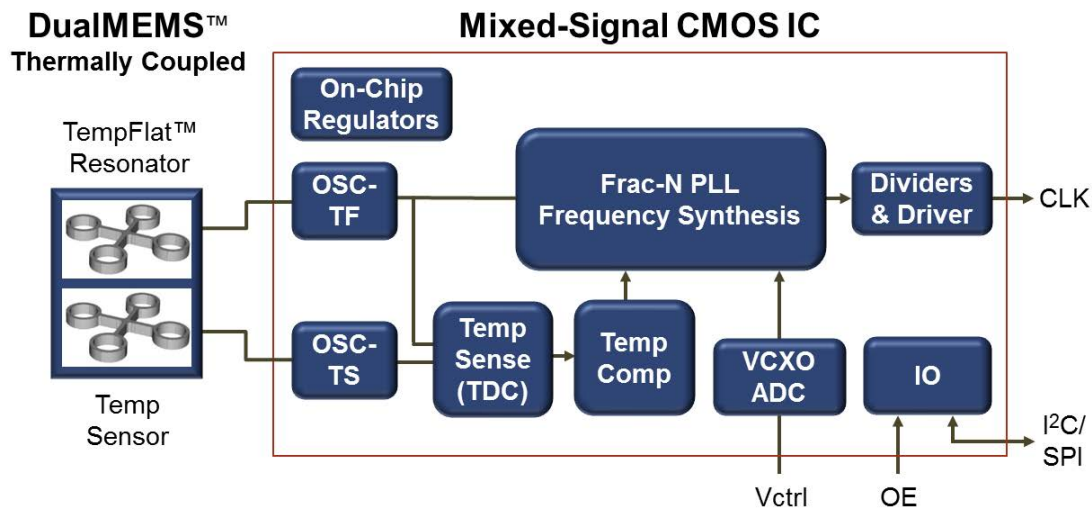 DualMEMS™
Thermally Coupled
Mixed-Signal CMOS IC
On-Chip
Regulators
TempFlat™
Resonator
OSC-
TF
Frac-N PLL
Frequency Synthesis
Dividers
& Driver
CLK
OSC-
TS
Temp
Sense
(TDC)
Temp
Comp
VCXO
ADC
IO
Temp
Sensor
I²C/
SPI
Vctrl
OE